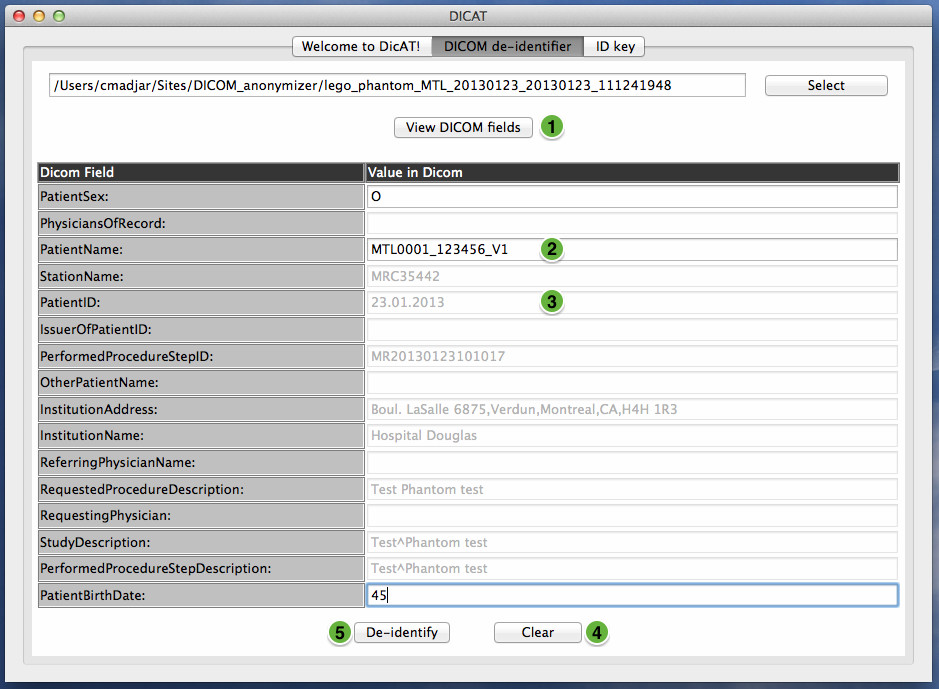 DICAT
Welcome to DicAT! DICOM de-identifier ID key
/Users/cmadjar/Sites/DICOM_anonymizer/lego_phantom_MTL_20130123_20130123_111241948 Select
View DICOM fields 1
Dicom Field Value in Dicom
PatientSex: O
PhysiciansOfRecord:
PatientName: MTL0001_123456_V1 2
StationName: MRC35442
PatientID: 23.01.2013 3
IssuerOfPatientID:
PerformedProcedureStepID: MR20130123101017
OtherPatientName:
InstitutionAddress: Boul. LaSalle 6875,Verdun,Montreal,CA,H4H 1R3
InstitutionName: Hospital Douglas
ReferringPhysicianName:
RequestedProcedureDescription: Test Phantom test
RequestingPhysician:
StudyDescription: Test^Phantom test
PerformedProcedureStepDescription: Test^Phantom test
PatientBirthDate: 45
5 De-identify Clear 4